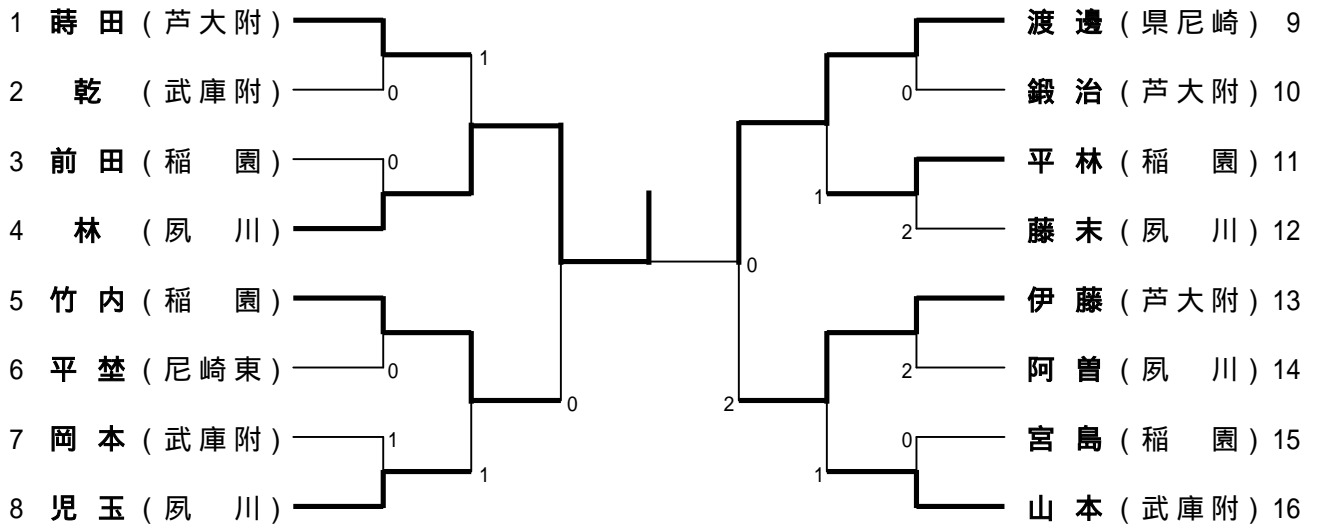 1 蒔田 (芦大附)
2 乾 (武庫附)
3 前田 (稲園)
4 林 (夙川)
5 竹内 (稲園)
6 平埜 (尼崎東)
7 岡本 (武庫附)
8 児玉 (夙川)
1
0
0
0
1
1
0
渡邊 (県尼崎) 9
鍛治 (芦大附) 10
平林 (稲園) 11
藤末 (夙川) 12
伊藤 (芦大附) 13
阿曽 (夙川) 14
宮島 (稲園) 15
山本 (武庫附) 16
0
1
2
0
2
2
0
1